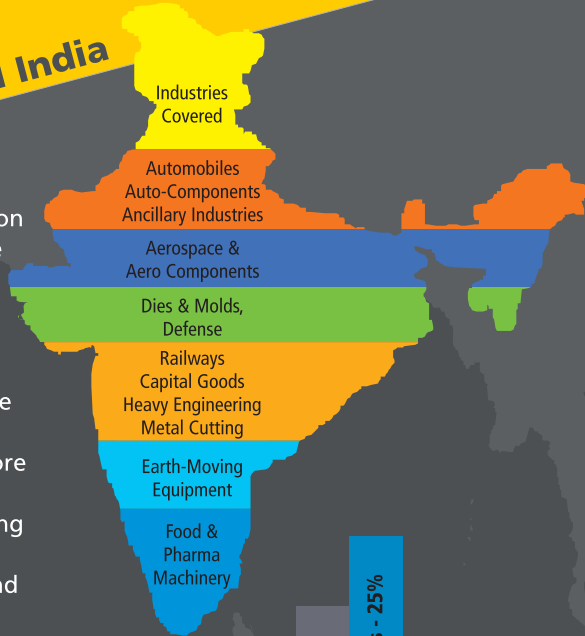 India
Industries
Covered
Automobiles
Auto-Components
Ancillary Industries
Aerospace &
Aero Components
Dies & Molds,
Defense
Railways
Capital Goods
Heavy Engineering
Metal Cutting
Earth-Moving
Equipment
Food &
Pharma
Machinery
- 25%